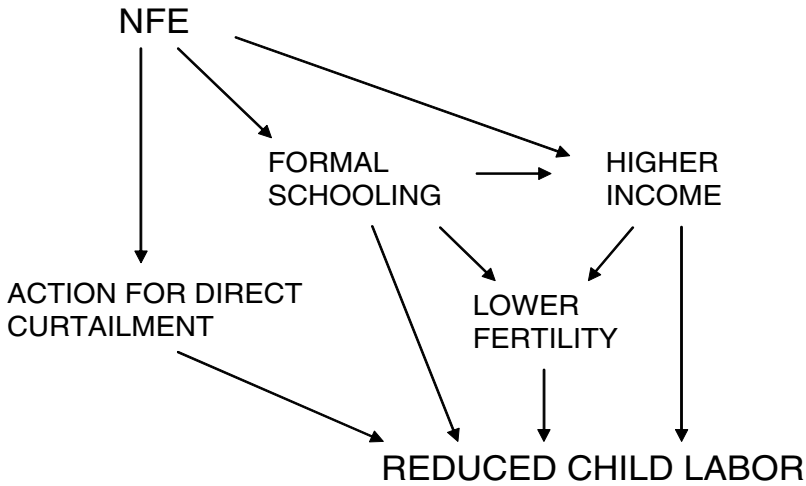 NFE
FORMAL
SCHOOLING
HIGHER
INCOME
ACTION FOR DIRECT
CURTAILMENT
LOWER
FERTILITY
REDUCED CHILD LABOR